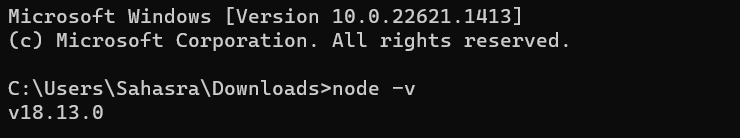 Microsoft Windows [Version 10.0.22621.1413]
(c) Microsoft Corporation. All rights reserved.
C:\Users\Sahasra\Downloads>node -v
v18.13.0